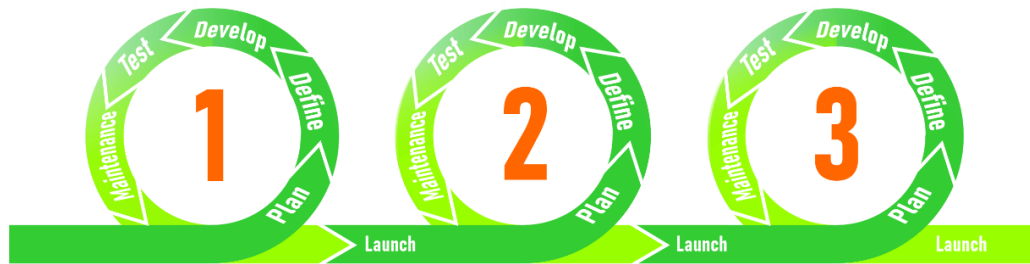 Plan
Define
Develop
Test
Maintenance
1
Launch
Plan
Define
Develop
Test
Maintenance
2
Launch
Plan
Define
Develop
Test
Maintenance
3
Launch